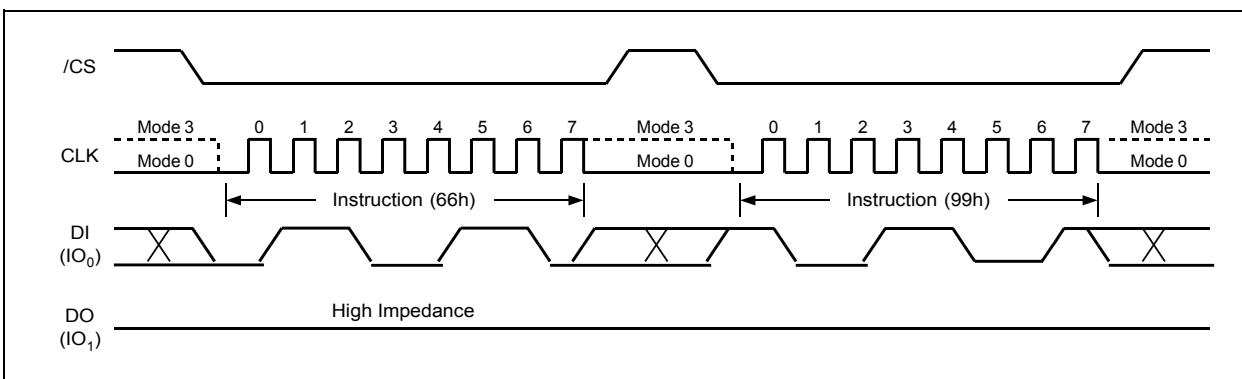 /CS
Mode 3 0 1 2 3 4 5 6 7 Mode 3 0 1 2 3 4 5 6 7 Mode 3
CLK
Mode 0 Mode 0 Mode 0
Instruction (66h) Instruction (99h)
DI
(IO₀)
High Impedance
DO
(IO₁)